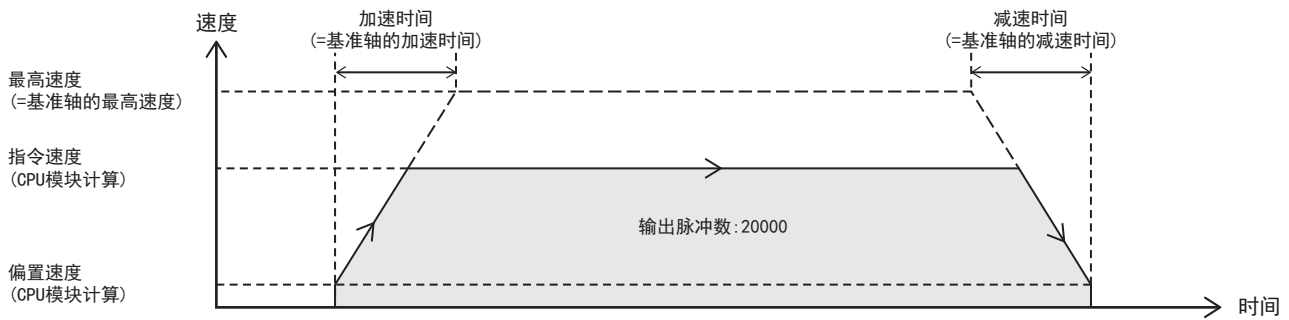 速度
加速时间
(=基准轴的加速时间)
减速时间
(=基准轴的减速时间)
最高速度
(=基准轴的最高速度)
指令速度
(CPU模块计算)
输出脉冲数:20000
偏置速度
(CPU模块计算)
时间